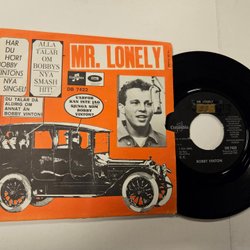 HAR
DU
HÖRT
BOBBY
VINTONS
NYA
SINGEL!
ALLA
TALAR
OM
BOBBYS
NYA
SMASH
HIT!
MR. LONELY
DB 7422
VARFÖR
KAN INTE JAG
SJUNGA SOM
BOBBY
VINTON?
DU TALAR DÅ
ALDRIG OM
ANNAT ÄN
BOBBY VINTON!
Columbia
MR. LONELY
DB 7422
BOBBY VINTON